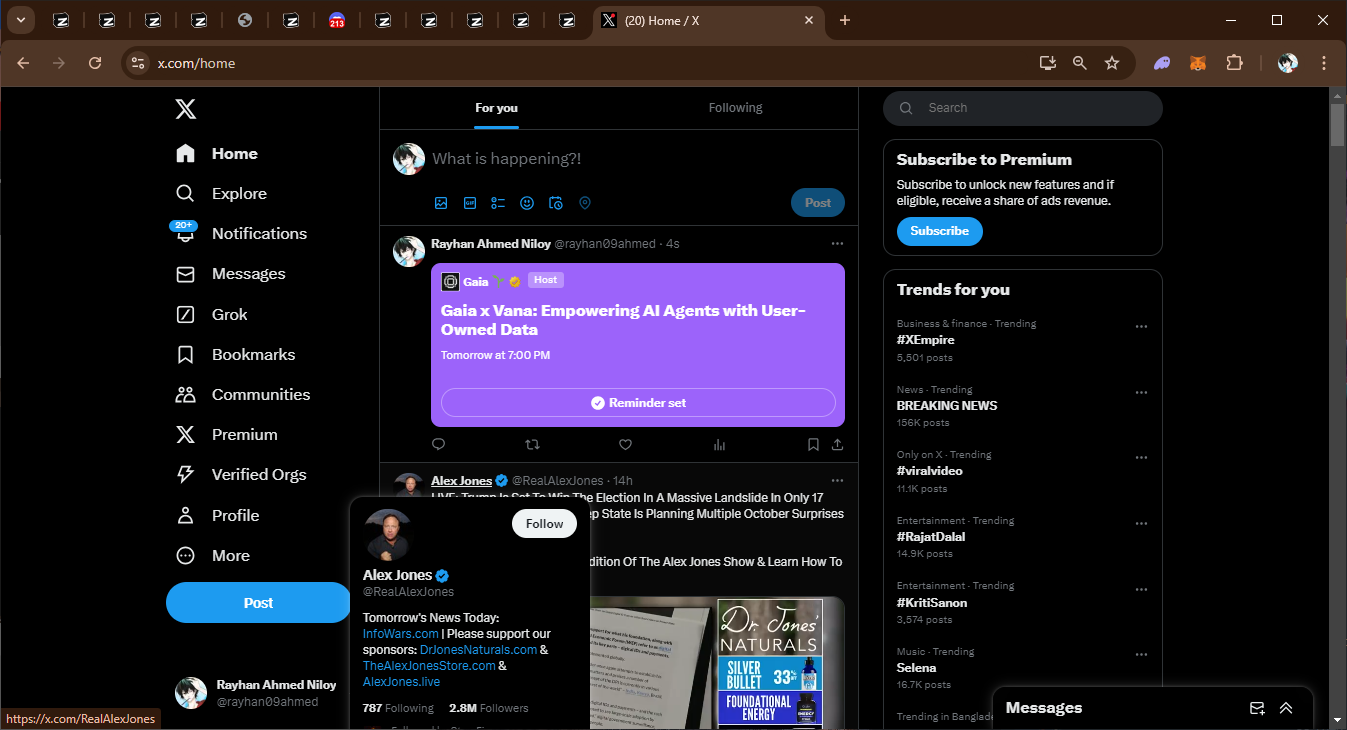 213
(20) Home / X
x.com/home
Home
Explore
20+
Notifications
Messages
Grok
Bookmarks
Communities
Premium
Verified Orgs
Profile
More
Post
Rayhan Ahmed Niloy
@rayhan09ahmed
https://x.com/RealAlexJones
For you
Following
What is happening?!
GIF
Post
Rayhan Ahmed Niloy @rayhan09ahmed · 4s
Gaia Host
Gaia x Vana: Empowering AI Agents with User-
Owned Data
Tomorrow at 7:00 PM
Reminder set
Alex Jones @RealAlexJones · 14h
LIVE: Trump Is Set To Win The Election In A Massive Landslide In Only 17
State Is Planning Multiple October Surprises
Of The Alex Jones Show & Learn How To
Follow
Alex Jones
@RealAlexJones
Tomorrow's News Today:
InfoWars.com | Please support our
sponsors: DrJonesNaturals.com &
TheAlexJonesStore.com &
AlexJones.live
787 Following 2.8M Followers
Dr. Jones'
NATURALS
SILVER
BULLET
33%
FOUNDATIONAL
ENERGY
Search
Subscribe to Premium
Subscribe to unlock new features and if
eligible, receive a share of ads revenue.
Subscribe
Trends for you
Business & finance · Trending
#XEmpire
5,501 posts
News · Trending
BREAKING NEWS
156K posts
Only on X · Trending
#viralvideo
11.1K posts
Entertainment · Trending
#RajatDalal
14.9K posts
Entertainment · Trending
#KritiSanon
3,574 posts
Music · Trending
Selena
16.7K posts
Trending in
Messages